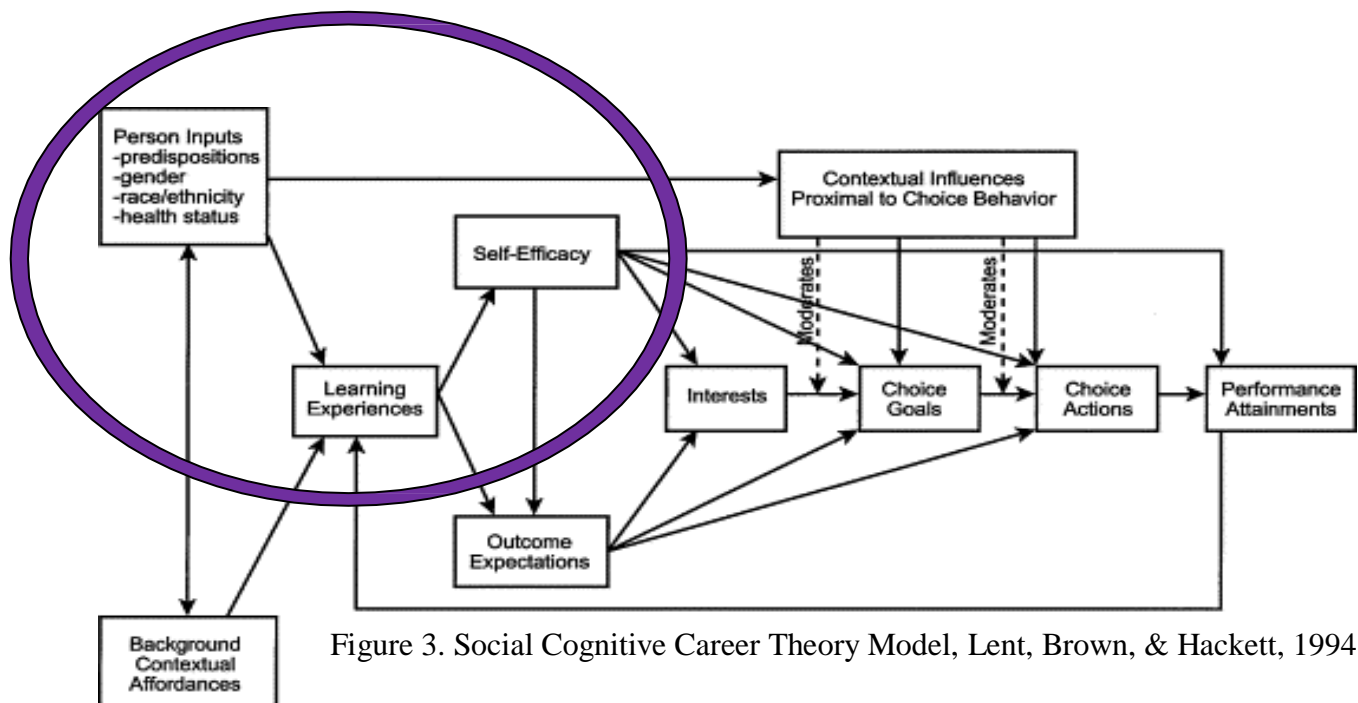 Person Inputs
-predispositions
-gender
-race/ethnicity
-health status
Contextual Influences
Proximal to Choice Behavior
Self-Efficacy
Moderates
Moderates
Learning
Experiences
Interests
Choice
Goals
Choice
Actions
Performance
Attainments
Outcome
Expectations
Background
Contextual
Affordances
Figure 3. Social Cognitive Career Theory Model, Lent, Brown, & Hackett, 1994